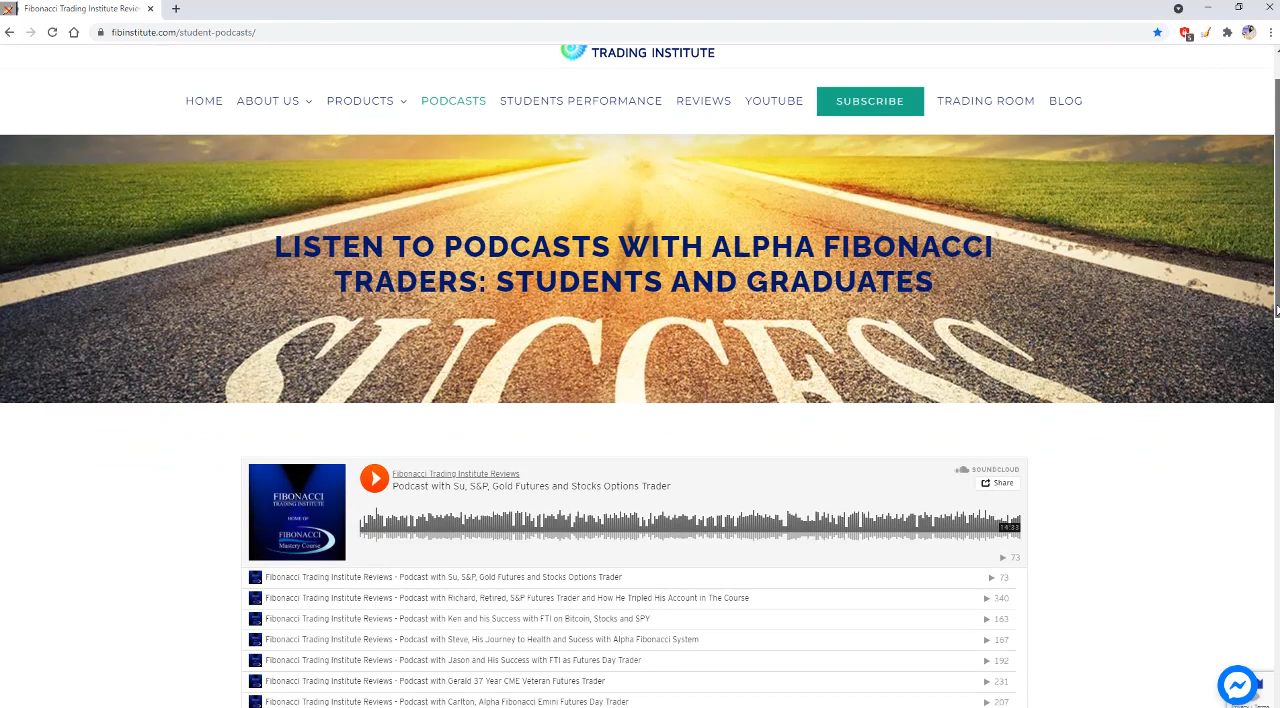 Fibonacci Trading Institute Revie
fibinstitute.com/student-podcasts/
5
TRADING INSTITUTE
HOME ABOUT US PRODUCTS PODCASTS STUDENTS PERFORMANCE REVIEWS YOUTUBE SUBSCRIBE TRADING ROOM BLOG
LISTEN TO PODCASTS WITH ALPHA FIBONACCI
TRADERS: STUDENTS AND GRADUATES
SUCCESS
FIBONACCI
TRADING INSTITUTE
HOME OF
FIBONACCI
Mastery Course
Fibonacci Trading Institute Reviews
Podcast with Su, S&P, Gold Futures and Stocks Options Trader
SOUNDCLOUD
Share
14:33
73
Fibonacci Trading Institute Reviews - Podcast with Su, S&P, Gold Futures and Stocks Options Trader 73
Fibonacci Trading Institute Reviews - Podcast with Richard, Retired, S&P Futures Trader and How He Tripled His Account in The Course 340
Fibonacci Trading Institute Reviews - Podcast with Ken and his Success with FTI on Bitcoin, Stocks and SPY 163
Fibonacci Trading Institute Reviews - Podcast with Steve, His Journey to Health and Sucess with Alpha Fibonacci System 167
Fibonacci Trading Institute Reviews - Podcast with Jason and His Success with FTI as Futures Day Trader 192
Fibonacci Trading Institute Reviews - Podcast with Gerald 37 Year CME Veteran Futures Trader 231
Fibonacci Trading Institute Reviews - Podcast with Carlton, Alpha Fibonacci Emini Futures Day Trader 207
Privacy - Terms